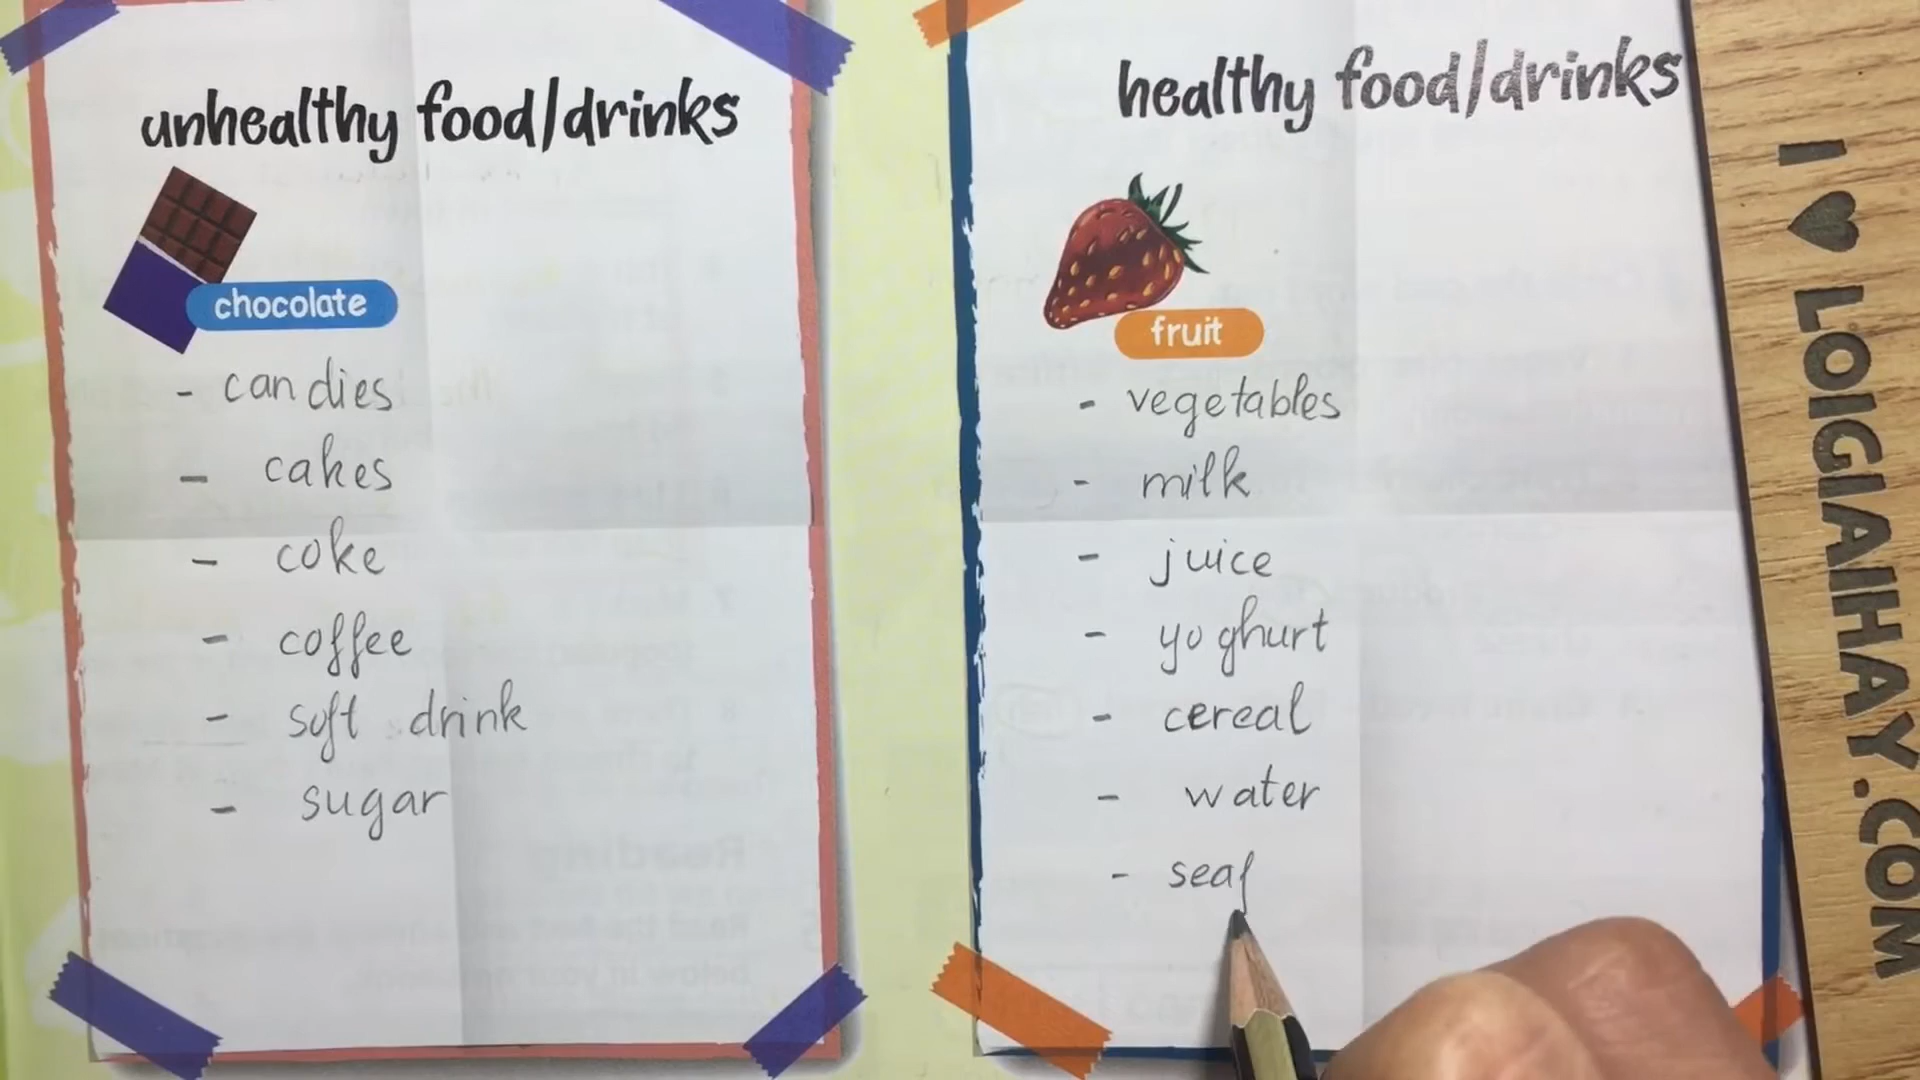 unhealthy food/drinks
chocolate
- candies
- cakes
- coke
- coffee
- soft drink
- sugar
healthy food/drinks
fruit
- vegetables
- milk
- juice
- yoghurt
- cereal
- water
- seaf
I ♥ LOIGIAIHAY.COM